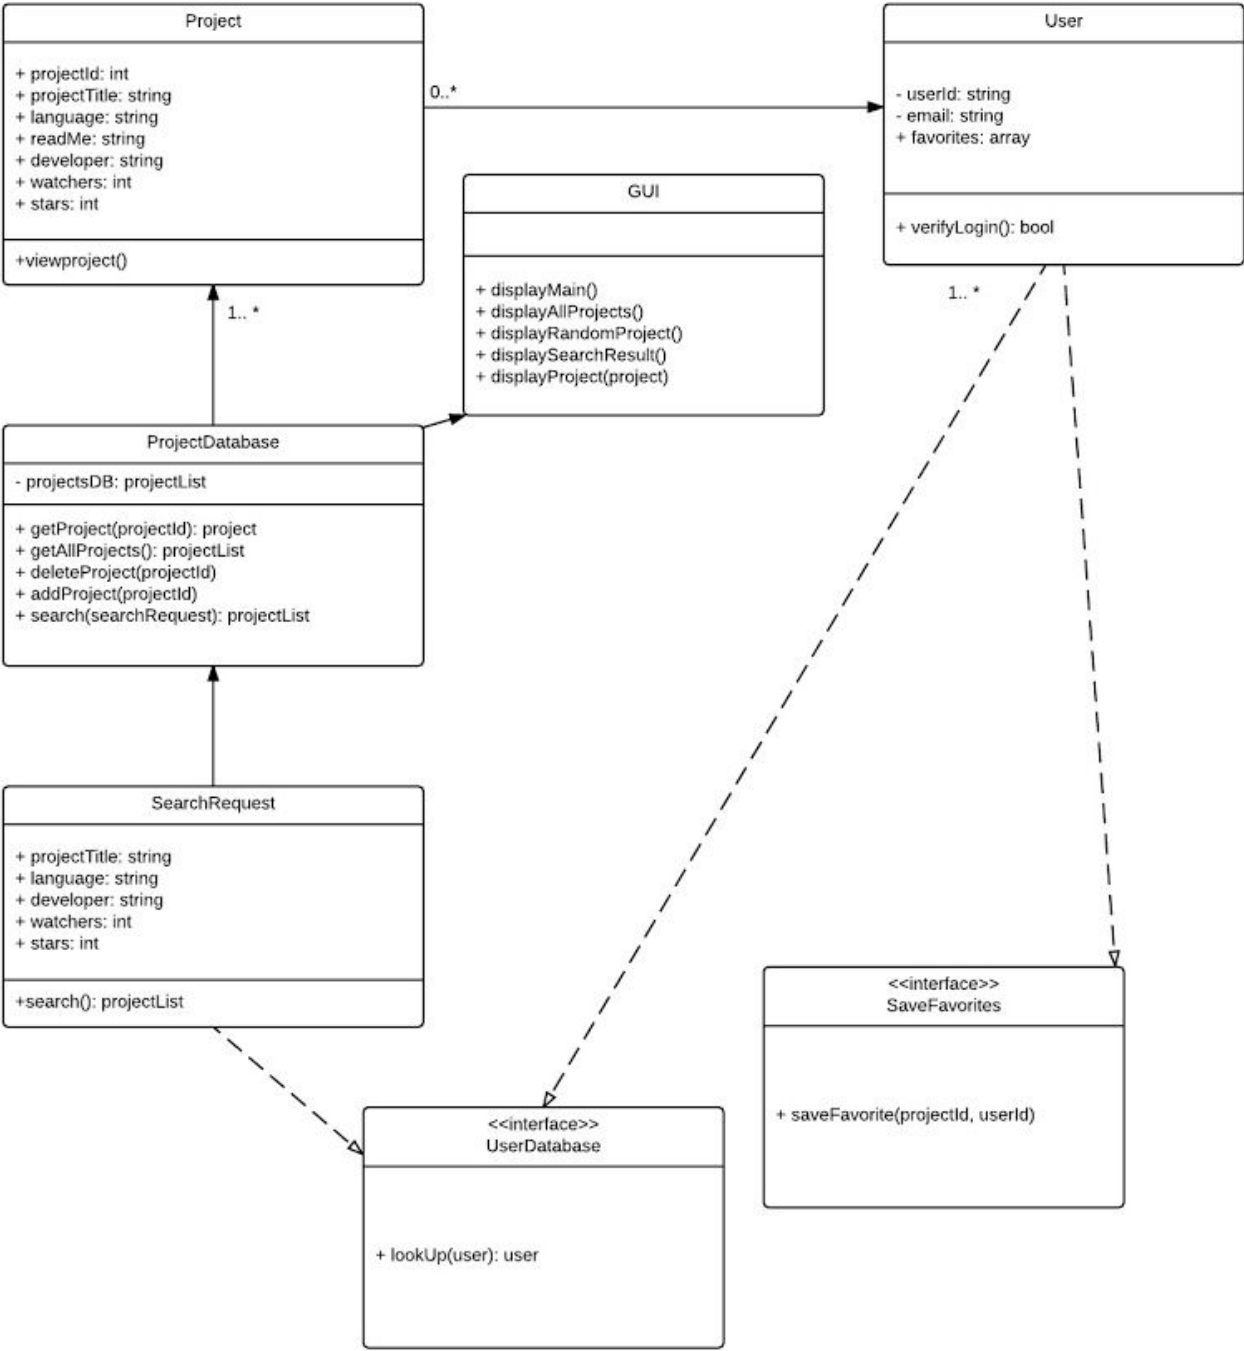 Project
+ projectId: int
+ projectTitle: string
+ language: string
+ readMe: string
+ developer: string
+ watchers: int
+ stars: int
+viewproject()
0..*
User
- userId: string
- email: string
+ favorites: array
+ verifyLogin(): bool
1.. *
GUI
+ displayMain()
+ displayAllProjects()
+ displayRandomProject()
+ displaySearchResult()
+ displayProject(project)
1.. *
ProjectDatabase
- projectsDB: projectList
+ getProject(projectId): project
+ getAllProjects(): projectList
+ deleteProject(projectId)
+ addProject(projectId)
+ search(searchRequest): projectList
SearchRequest
+ projectTitle: string
+ language: string
+ developer: string
+ watchers: int
+ stars: int
+search(): projectList
<<interface>>
SaveFavorites
+ saveFavorite(projectId, userId)
<<interface>>
UserDatabase
+ lookUp(user): user